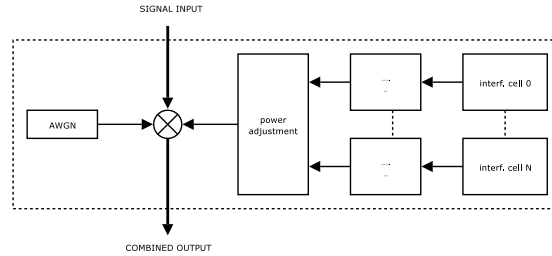 SIGNAL INPUT
AWGN
power
adjustment
interf. cell 0
interf. cell N
COMBINED OUTPUT